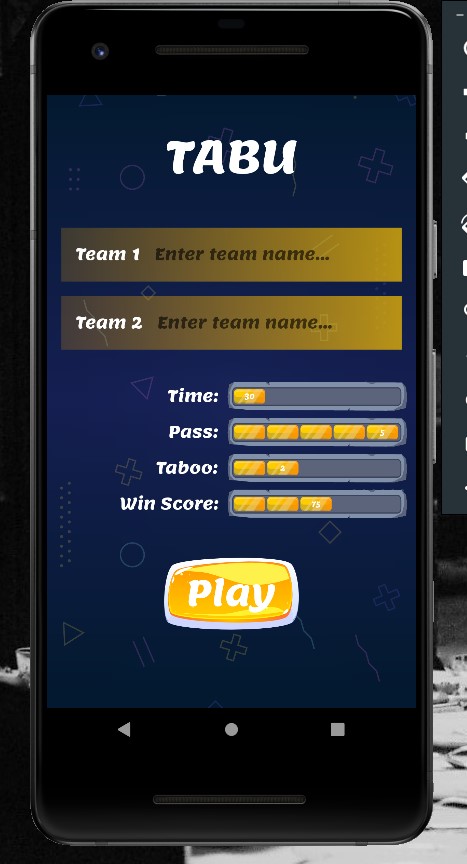 TABU
Team 1 Enter team name...
Team 2 Enter team name...
Time: 30
Pass: 5
Taboo: 2
Win Score: 75
Play